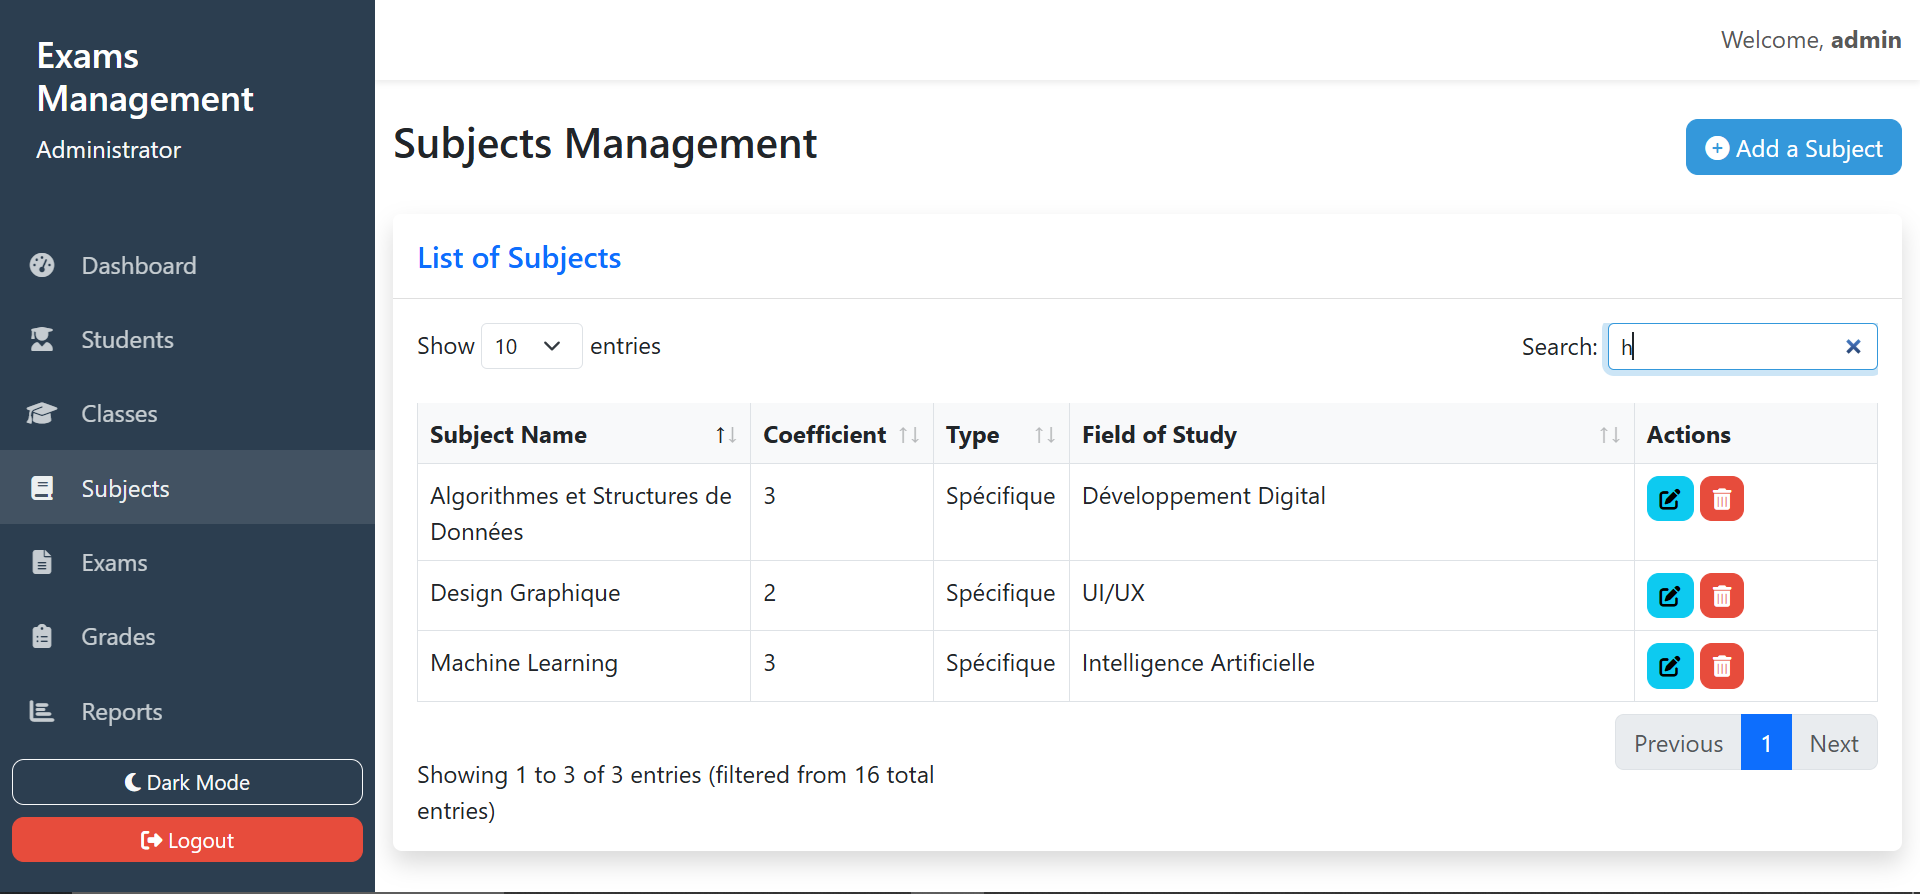 Exams
Management
Administrator
Dashboard
Students
Classes
Subjects
Exams
Grades
Reports
Dark Mode
Logout
Welcome, admin
Subjects Management
Add a Subject
List of Subjects
Show 10 entries
Search: h
Subject Name Coefficient Type Field of Study Actions
Algorithmes et Structures de Données 3 Spécifique Développement Digital
Design Graphique 2 Spécifique UI/UX
Machine Learning 3 Spécifique Intelligence Artificielle
Previous 1 Next
Showing 1 to 3 of 3 entries (filtered from 16 total
entries)